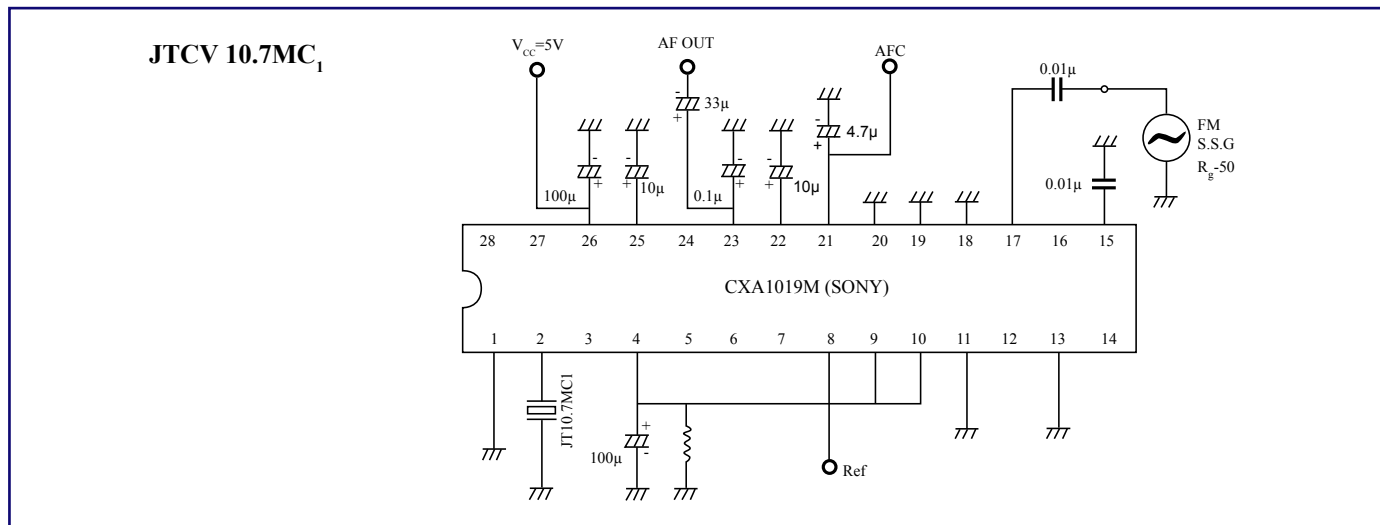 JTCV 10.7MC1
VCC=5V
AF OUT
AFC
0.01µ
FM
S.S.G
Rg-50
- 33µ
+
-
4.7µ
+
-
+
100µ
-
+
10µ
-
+
0.1µ
-
+
10µ
0.01µ
28 27 26 25 24 23 22 21 20 19 18 17 16 15
CXA1019M (SONY)
1 2 3 4 5 6 7 8 9 10 11 12 13 14
JT10.7MC1
+
100µ
-
Ref